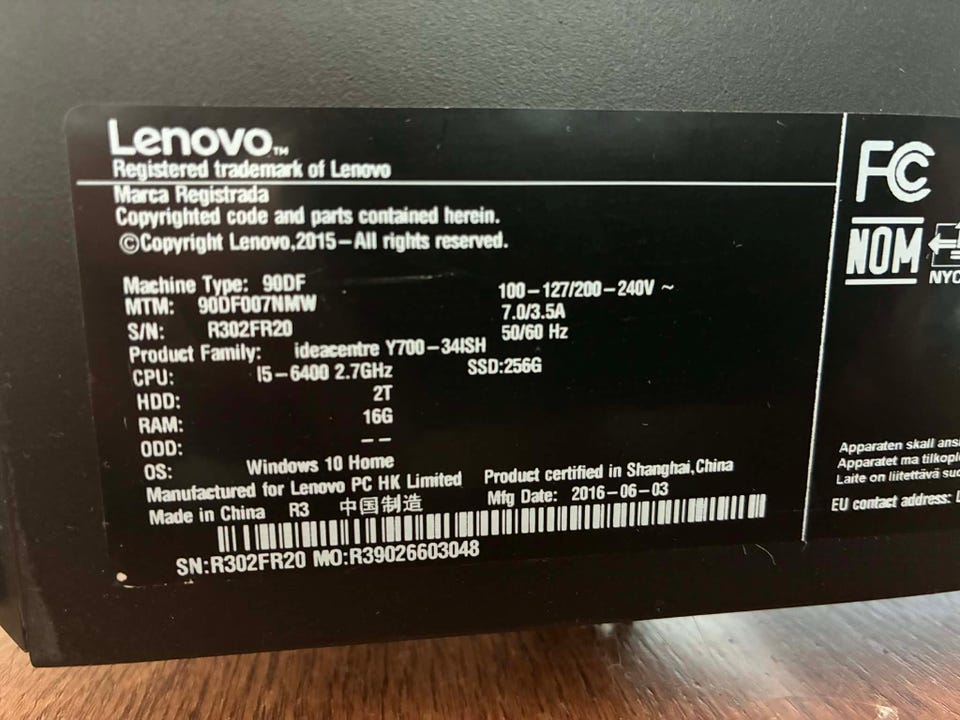 Lenovo™
Registered trademark of Lenovo
Marca Registrada
Copyrighted code and parts contained herein.
©Copyright Lenovo,2015–All rights reserved.
Machine Type: 90DF
MTM: 90DF007NMW
S/N: R302FR20
Product Family: ideacentre Y700–34ISH
CPU: I5–6400 2.7GHz SSD:256G
HDD: 2T
RAM: 16G
ODD: – –
OS: Windows 10 Home
100–127/200–240V ~
7.0/3.5A
50/60 Hz
Manufactured for Lenovo PC HK Limited
Product certified in Shanghai,China
Made in China R3 中国制造
Mfg Date: 2016–06–03
SN:R302FR20 MO:R39026603048
FC
NOM
NYC
Apparaten skall ans
Apparatet ma tilkopl
Laite on liitettävä suo
EU contact address: L